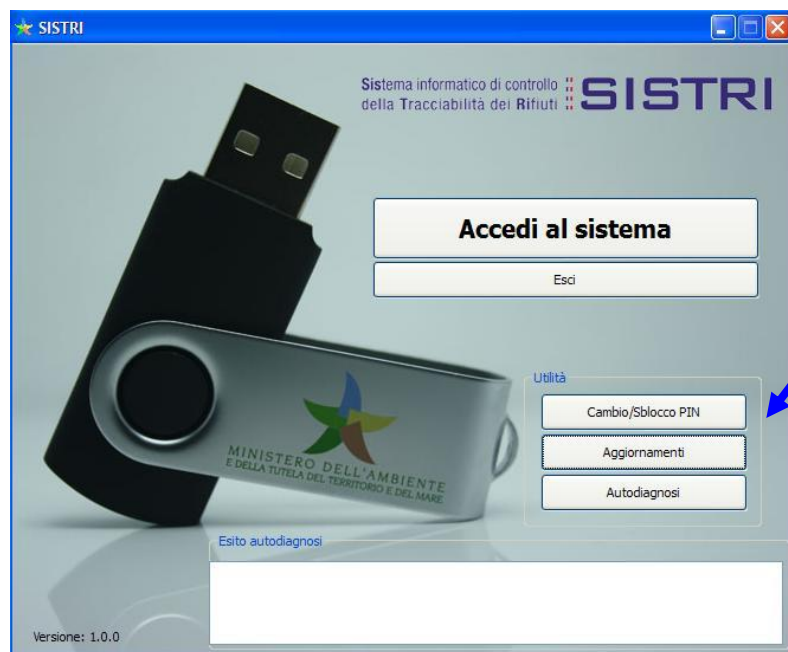 SISTRI
Sistema informatico di controllo
della Tracciabilità dei Rifiuti
SISTRI
Accedi al sistema
Esci
Utilità
Cambio/Sblocco PIN
Aggiornamenti
Autodiagnosi
MINISTERO DELL'AMBIENTE
E DELLA TUTELA DEL TERRITORIO E DEL MARE
Esito autodiagnosi
Versione: 1.0.0